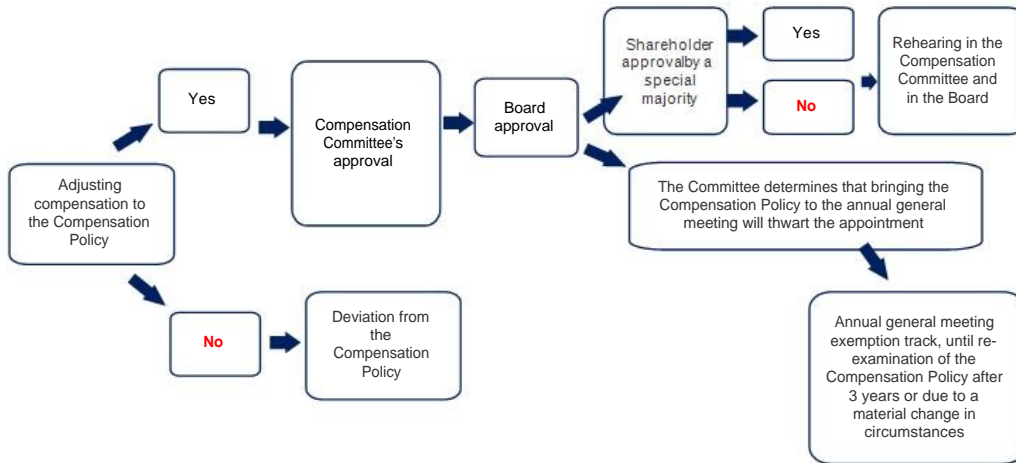 Adjusting
compensation to
the Compensation
Policy
Yes
Compensation
Committee's
approval
Board
approval
Shareholder
approvalby a
special
majority
Yes
No
Rehearing in the
Compensation
Committee and
in the Board
The Committee determines that bringing the
Compensation Policy to the annual general
meeting will thwart the appointment
Annual general meeting
exemption track, until re-
examination of the
Compensation Policy after
3 years or due to a
material change in
circumstances
No
Deviation from
the
Compensation
Policy